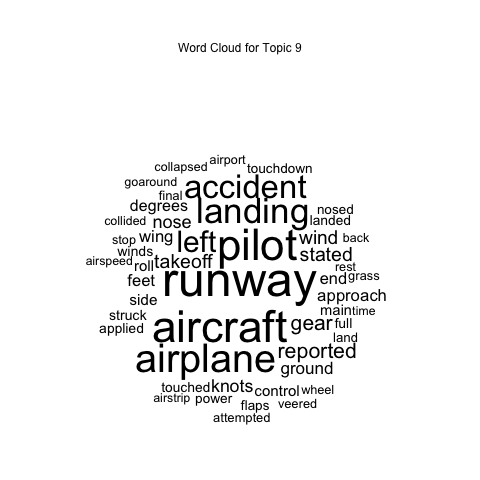 Word Cloud for Topic 9
airport
collapsed touchdown
goaround accident
final
degrees landing nosed
collided nose landed
stop wing left pilot wind back
winds stated
airspeed roll takeoff rest
feet runway end grass
side approach
struck main time
applied aircraft gear full
land
airplane reported
ground
touched knots control wheel
airstrip power flaps veered
attempted